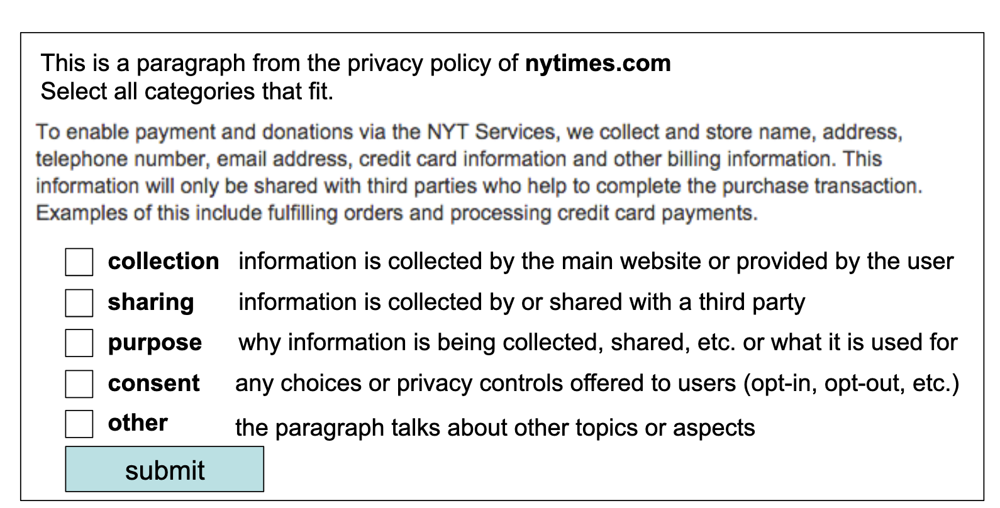 This is a paragraph from the privacy policy of nytimes.com
Select all categories that fit.
To enable payment and donations via the NYT Services, we collect and store name, address,
telephone number, email address, credit card information and other billing information. This
information will only be shared with third parties who help to complete the purchase transaction.
Examples of this include fulfilling orders and processing credit card payments.
collection information is collected by the main website or provided by the user
sharing information is collected by or shared with a third party
purpose why information is being collected, shared, etc. or what it is used for
consent any choices or privacy controls offered to users (opt-in, opt-out, etc.)
other the paragraph talks about other topics or aspects
submit